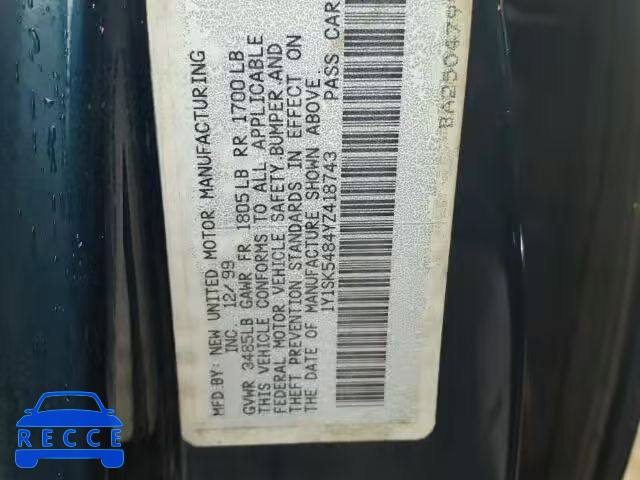 MFD.BY: NEW UNITED MOTOR MANUFACTURING
INC. 12/99
GVWR 3485LB GAWR FR 1805LB RR 1700LB
THIS VEHICLE CONFORMS TO ALL APPLICABLE
FEDERAL MOTOR VEHICLE SAFETY, BUMPER AND
THEFT PREVENTION STANDARDS IN EFFECT ON
THE DATE OF MANUFACTURE SHOWN ABOVE.
1Y1SK5484YZ418743 PASS CAR
BA250479
RECCE